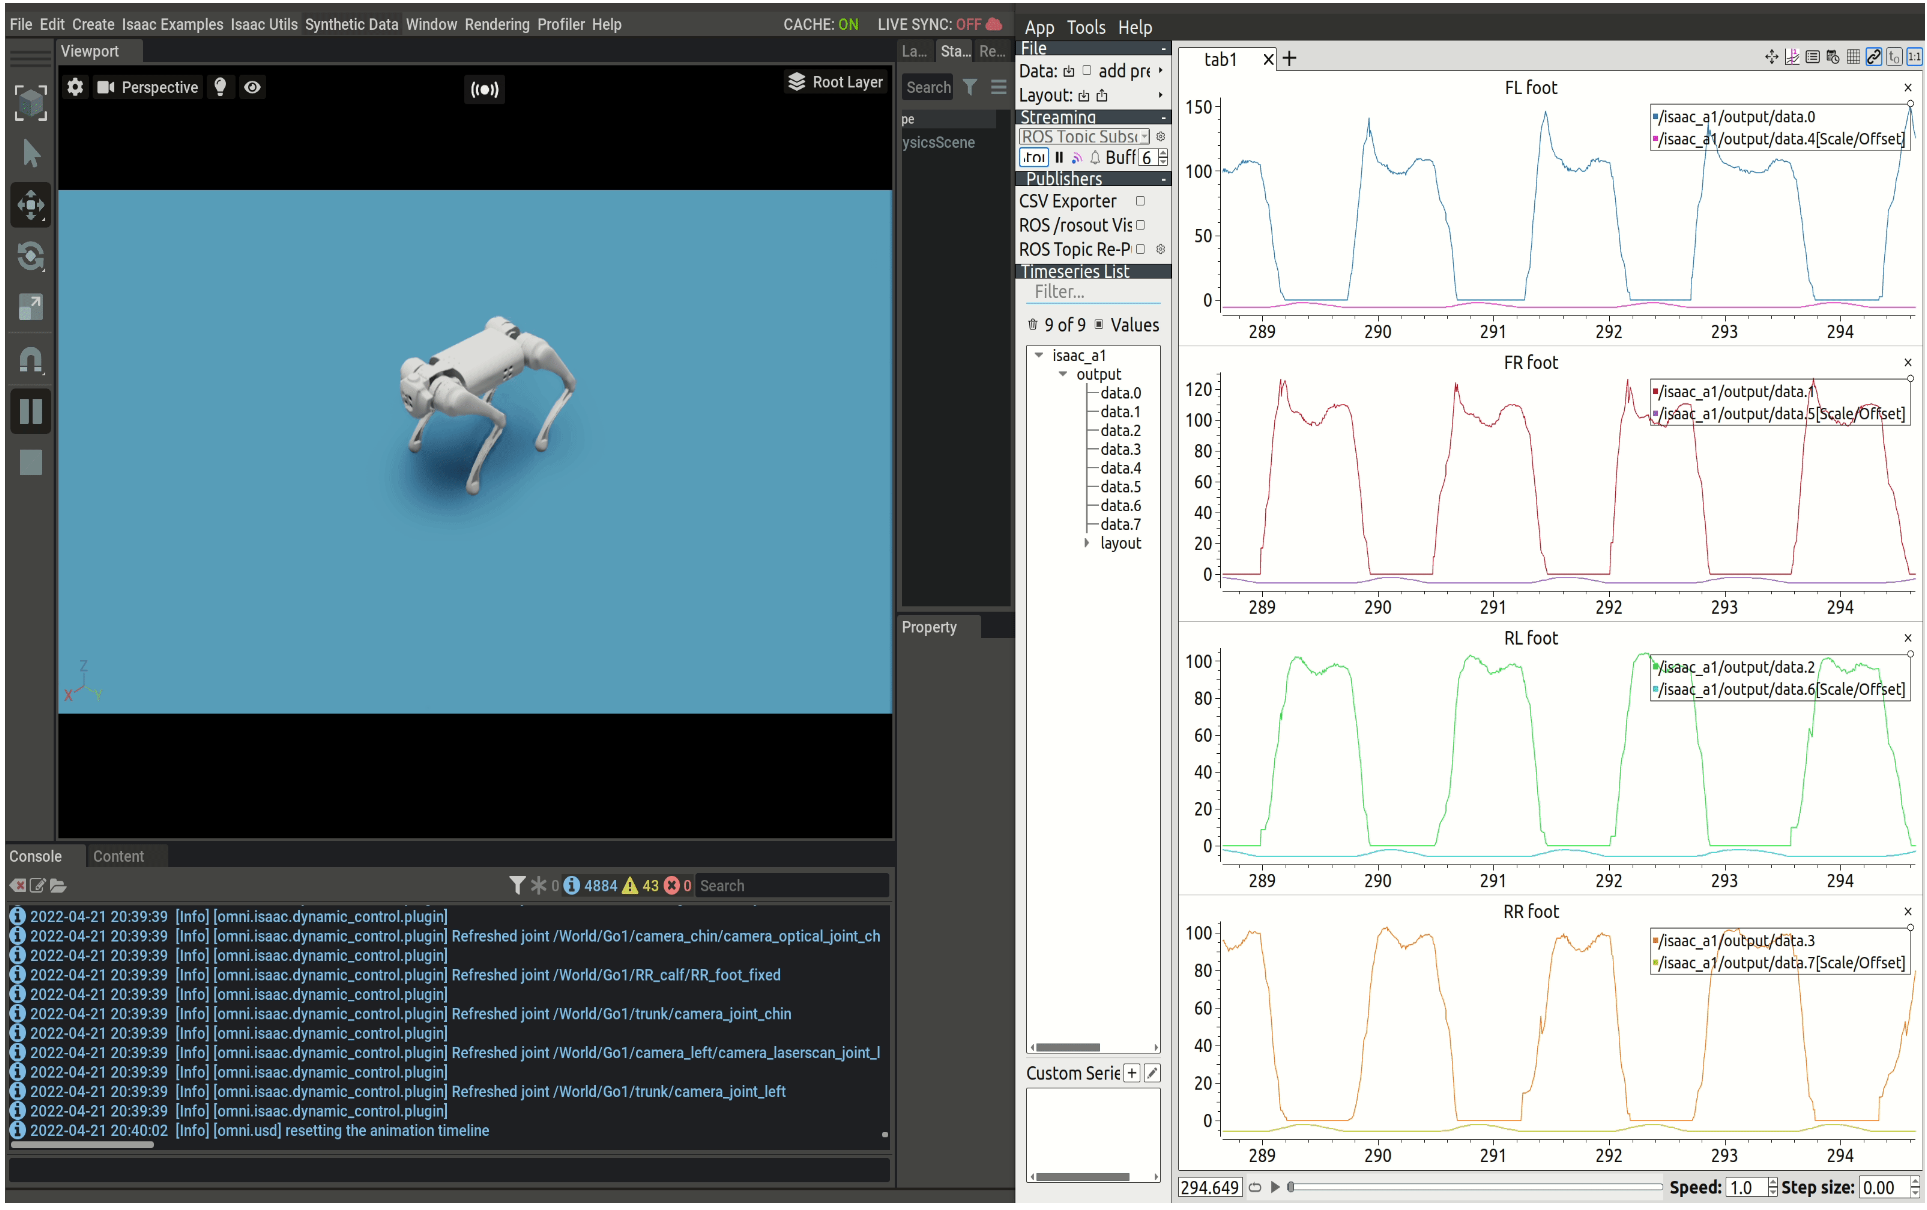 File Edit Create Isaac Examples Isaac Utils Synthetic Data Window Rendering Profiler Help CACHE: ON LIVE SYNC: OFF
Viewport
Perspective
Root Layer
Z
X
Y
La... Sta... Re...
Search
pe
ysicsScene
Property
Console Content
0 4884 43 0 Search
2022-04-21 20:39:39 [Info] [omni.isaac.dynamic_control.plugin]
2022-04-21 20:39:39 [Info] [omni.isaac.dynamic_control.plugin] Refreshed joint /World/Go1/camera_chin/camera_optical_joint_ch
2022-04-21 20:39:39 [Info] [omni.isaac.dynamic_control.plugin]
2022-04-21 20:39:39 [Info] [omni.isaac.dynamic_control.plugin] Refreshed joint /World/Go1/RR_calf/RR_foot_fixed
2022-04-21 20:39:39 [Info] [omni.isaac.dynamic_control.plugin]
2022-04-21 20:39:39 [Info] [omni.isaac.dynamic_control.plugin] Refreshed joint /World/Go1/trunk/camera_joint_chin
2022-04-21 20:39:39 [Info] [omni.isaac.dynamic_control.plugin]
2022-04-21 20:39:39 [Info] [omni.isaac.dynamic_control.plugin] Refreshed joint /World/Go1/camera_left/camera_laserscan_joint_l
2022-04-21 20:39:39 [Info] [omni.isaac.dynamic_control.plugin]
2022-04-21 20:39:39 [Info] [omni.isaac.dynamic_control.plugin] Refreshed joint /World/Go1/trunk/camera_joint_left
2022-04-21 20:39:39 [Info] [omni.isaac.dynamic_control.plugin]
2022-04-21 20:40:02 [Info] [omni.usd] resetting the animation timeline
App Tools Help
File -
Data: add pre
Layout:
Streaming -
ROS Topic Subsc
Buff 6
Publishers -
CSV Exporter
ROS /rosout Vis
ROS Topic Re-P
Timeseries List
Filter...
9 of 9 Values
isaac_a1
output
data.0
data.1
data.2
data.3
data.4
data.5
data.6
data.7
layout
Custom Serie +
tab1 X + t0 1:1
FL foot
/isaac_a1/output/data.0
/isaac_a1/output/data.4[Scale/Offset]
150
100
50
0
289 290 291 292 293 294
FR foot
/isaac_a1/output/data.1
/isaac_a1/output/data.5[Scale/Offset]
120
100
80
60
40
20
0
289 290 291 292 293 294
RL foot
/isaac_a1/output/data.2
/isaac_a1/output/data.6[Scale/Offset]
100
80
60
40
20
0
289 290 291 292 293 294
RR foot
/isaac_a1/output/data.3
/isaac_a1/output/data.7[Scale/Offset]
100
80
60
40
20
0
289 290 291 292 293 294
294.649 Speed: 1.0 Step size: 0.00